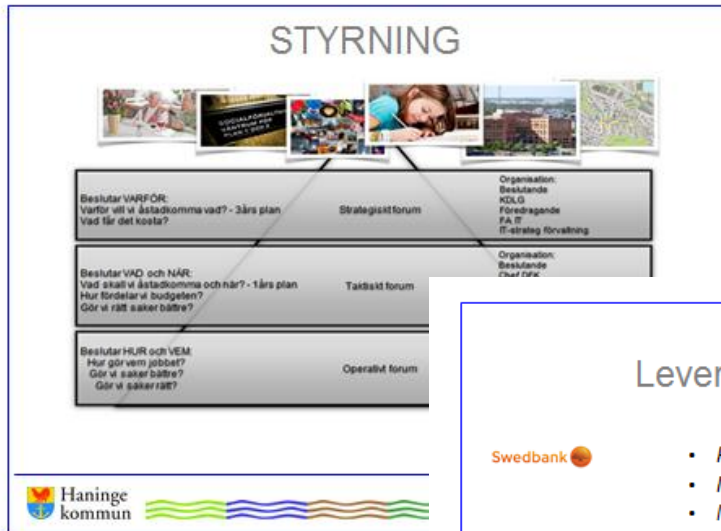 STYRNING
SOCIALFÖRVALTNING
PLAN
Beslutar VARFÖR:
Varför vill vi åstadkomma vad? - 3års plan
Vad får det kosta?
Strategiskt forum
Organisation:
Beslutande
KDLG
Föredragande
FA IT
IT-strateg förvaltning
Beslutar VAD och NÄR:
Vad skall vi åstadkomma och när? - 1års plan
Hur fördelar vi budgeten?
Gör vi rätt saker bättre?
Taktiskt forum
Organisation:
Beslutande
Chef
Beslutar HUR och VEM:
Hur gör vem jobbet?
Gör vi saker bättre?
Gör vi saker rätt?
Operativt forum
Haninge
kommun
Lever
Swedbank